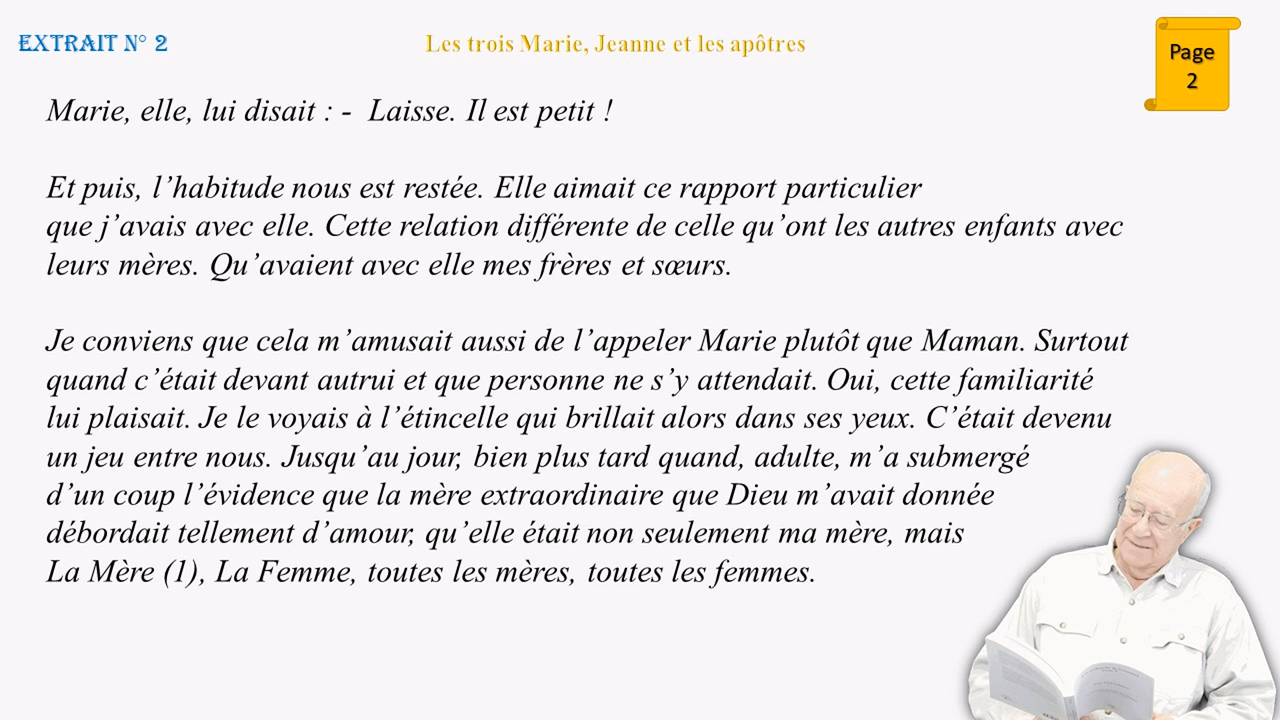 EXTRAIT N° 2
Les trois Marie, Jeanne et les apôtres
Page
2
Marie, elle, lui disait : -  Laisse. Il est petit !
Et puis, l’habitude nous est restée. Elle aimait ce rapport particulier
que j’avais avec elle. Cette relation différente de celle qu’ont les autres enfants avec
leurs mères. Qu’avaient avec elle mes frères et sœurs.
Je conviens que cela m’amusait aussi de l’appeler Marie plutôt que Maman. Surtout
quand c’était devant autrui et que personne ne s’y attendait. Oui, cette familiarité
lui plaisait. Je le voyais à l’étincelle qui brillait alors dans ses yeux. C’était devenu
un jeu entre nous. Jusqu’au jour, bien plus tard quand, adulte, m’a submergé
d’un coup l’évidence que la mère extraordinaire que Dieu m’avait donnée
débordait tellement d’amour, qu’elle était non seulement ma mère, mais
La Mère (1), La Femme, toutes les mères, toutes les femmes.